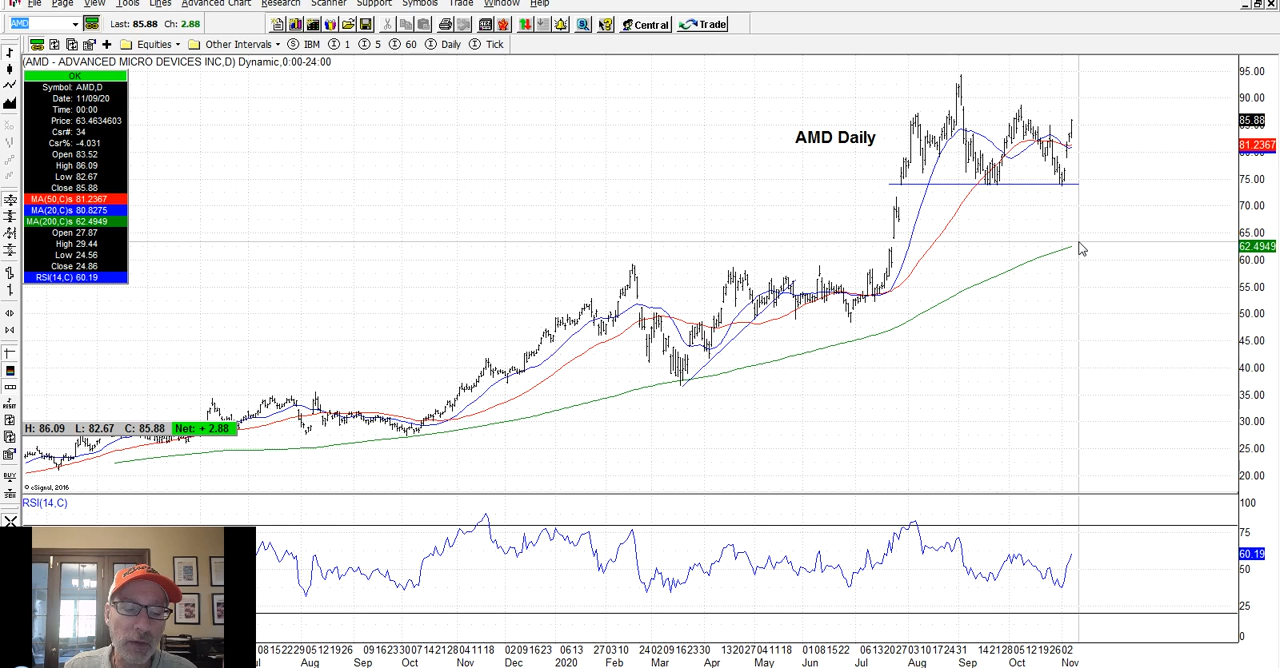 File Page View Tools Lines Advanced Chart Research Scanner Support Symbols Trade Window Help
AMD Last: 85.88 Ch: 2.88 Central Trade
Equities Other Intervals IBM 1 5 60 Daily Tick
(AMD - ADVANCED MICRO DEVICES INC,D) Dynamic,0:00-24:00
OK
Symbol: AMD,D
Date: 11/09/20
Time: 00:00
Price: 63.4634603
Csr#: 34
Csr%: -4.031
Open 83.52
High 86.09
Low 82.67
Close 85.88
MA(50,C)s 81.2367
MA(20,C)s 80.8275
MA(200,C)s 62.4949
Open 27.87
High 29.44
Low 24.56
Close 24.86
RSI(14,C) 60.19
AMD Daily
95.00
90.00
85.88
81.2367
75.00
70.00
65.00
62.4949
60.00
55.00
50.00
45.00
40.00
35.00
30.00
25.00
20.00
RESET
BUY
H: 86.09 L: 82.67 C: 85.88 Net: + 2.88
© eSignal, 2016
RSI(14,C)
100
75
60.19
50
25
0
Aug Sep Oct Nov Dec 2020 Feb Mar Apr May Jun Jul Aug Sep Oct Nov